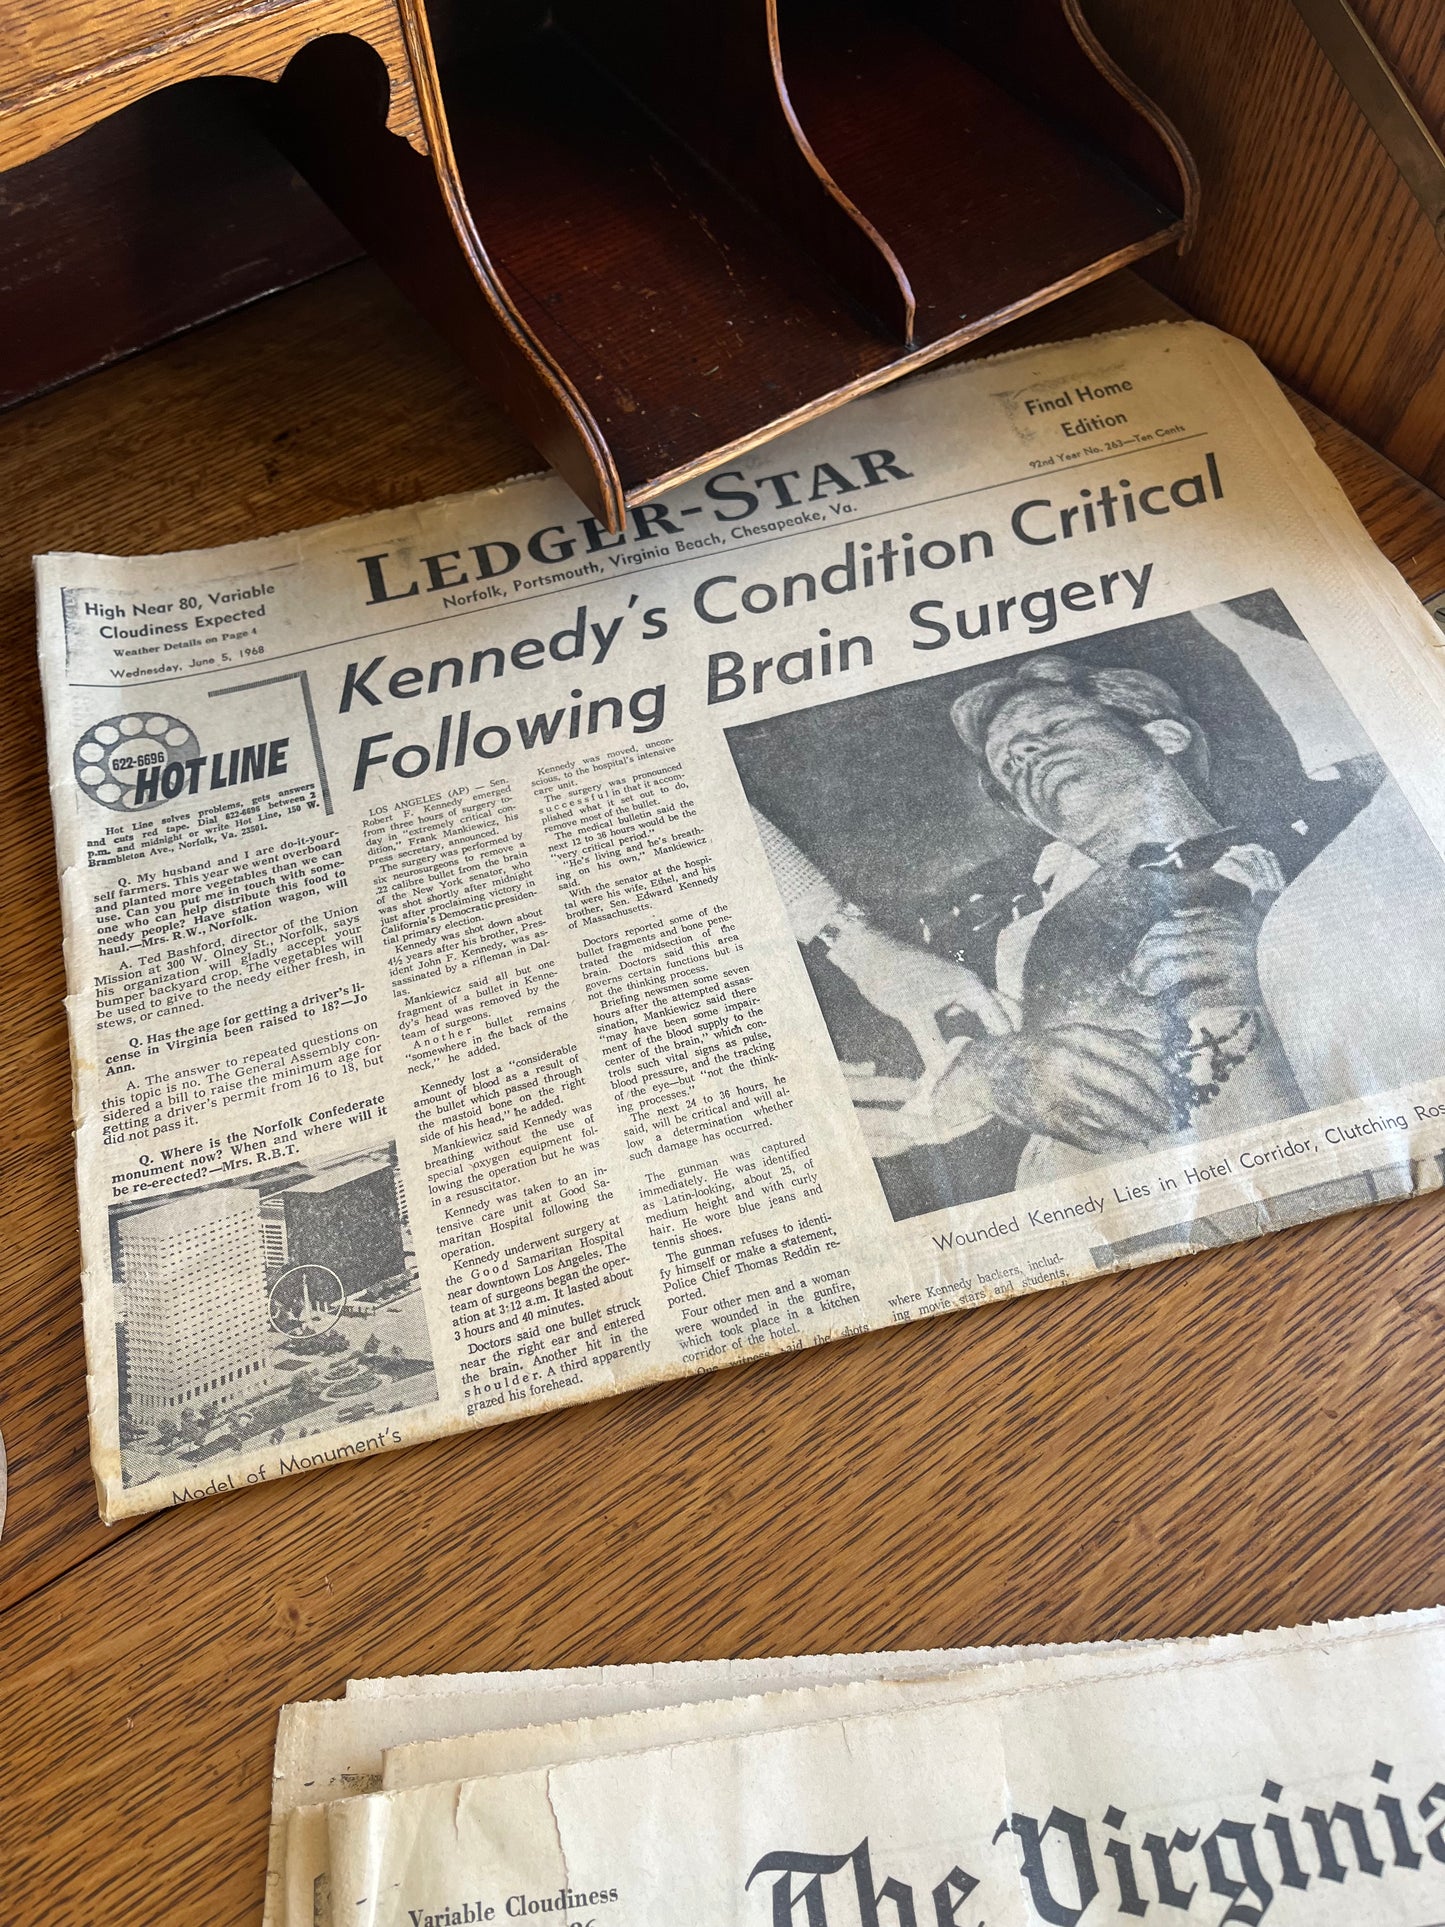 Final Home
Edition
92nd Year No. 263—Ten Cents
LEDGER-STAR
Norfolk, Portsmouth, Virginia Beach, Chesapeake, Va.
High Near 80, Variable
Cloudiness Expected
Weather Details on Page 4
Wednesday, June 5, 1968
Kennedy's Condition Critical
Following Brain Surgery
622-6696
HOT LINE
Hot Line solves problems, gets answers
and cuts red tape. Dial 622-6696 between 2
p.m. and midnight or write Hot Line, 150 W.
Brambleton Ave., Norfolk, Va. 23501.
Q. My husband and I are do-it-your-
self farmers. This year we went overboard
and planted more vegetables than we can
use. Can you put me in touch with some-
one who can help distribute this food to
needy people? Have station wagon, will
haul.—Mrs. R.W., Norfolk.
A. Ted Bashford, director of the Union
Mission at 300 W. Olney St., Norfolk, says
his organization will gladly accept your
bumper backyard crop. The vegetables will
be used to give to the needy either fresh, in
stews, or canned.
Q. Has the age for getting a driver's li-
cense in Virginia been raised to 18?—Jo
Ann.
A. The answer to repeated questions on
this topic is no. The General Assembly con-
sidered a bill to raise the minimum age for
getting a driver's permit from 16 to 18, but
did not pass it.
Q. Where is the Norfolk Confederate
monument now? When and where will it
be re-erected?—Mrs. R.B.T.
Model of Monument's
LOS ANGELES (AP) — Sen.
Robert F. Kennedy emerged
from three hours of surgery to-
day in "extremely critical con-
dition," Frank Mankiewicz, his
press secretary, announced.
The surgery was performed by
six neurosurgeons to remove a
.22 calibre bullet from the brain
of the New York senator, who
was shot shortly after midnight
just after proclaiming victory in
California's Democratic presiden-
tial primary election.
Kennedy was shot down about
4½ years after his brother, Pres-
ident John F. Kennedy, was as-
sassinated by a rifleman in Dal-
las.
Mankiewicz said all but one
fragment of a bullet in Kenne-
dy's head was removed by the
team of surgeons.
Another bullet remains
"somewhere in the back of the
neck," he added.
Kennedy lost a "considerable
amount of blood as a result of
the bullet which passed through
the mastoid bone on the right
side of his head," he added.
Mankiewicz said Kennedy was
breathing without the use of
special oxygen equipment fol-
lowing the operation but he was
in a resuscitator.
Kennedy was taken to an in-
tensive care unit at Good Sa-
maritan Hospital following the
operation.
Kennedy underwent surgery at
the Good Samaritan Hospital
near downtown Los Angeles. The
team of surgeons began the oper-
ation at 3:12 a.m. It lasted about
3 hours and 40 minutes.
Doctors said one bullet struck
near the right ear and entered
the brain. Another hit in the
shoulder. A third apparently
grazed his forehead.
Kennedy was moved, uncon-
scious, to the hospital's intensive
care unit.
The surgery was pronounced
successful in that it accom-
plished what it set out to do,
remove most of the bullet.
The medical bulletin said the
next 12 to 36 hours would be the
"very critical period."
"He's living and he's breath-
ing on his own," Mankiewicz
said.
With the senator at the hospi-
tal were his wife, Ethel, and his
brother, Sen. Edward Kennedy
of Massachusetts.
Doctors reported some of the
bullet fragments and bone pene-
trated the midsection of the
brain. Doctors said this area
governs certain functions but is
not the thinking process.
Briefing newsmen some seven
hours after the attempted assas-
sination, Mankiewicz said there
"may have been some impair-
ment of the blood supply to the
center of the brain," which con-
trols such vital signs as pulse,
blood pressure, and the tracking
of the eye—but "not the think-
ing processes."
The next 24 to 36 hours, he
said, will be critical and will al-
low a determination whether
such damage has occurred.
The gunman was captured
immediately. He was identified
as "Latin-looking, about 25, of
medium height and with curly
hair. He wore blue jeans and
tennis shoes.
The gunman refuses to identi-
fy himself or make a statement,
Police Chief Thomas Reddin re-
ported.
Four other men and a woman
were wounded in the gunfire,
which took place in a kitchen
corridor of the hotel.
One witness said the shots
Wounded Kennedy Lies in Hotel Corridor, Clutching Ros
where Kennedy backers, includ-
ing movie stars and students,
The Virginia
Variable Cloudiness